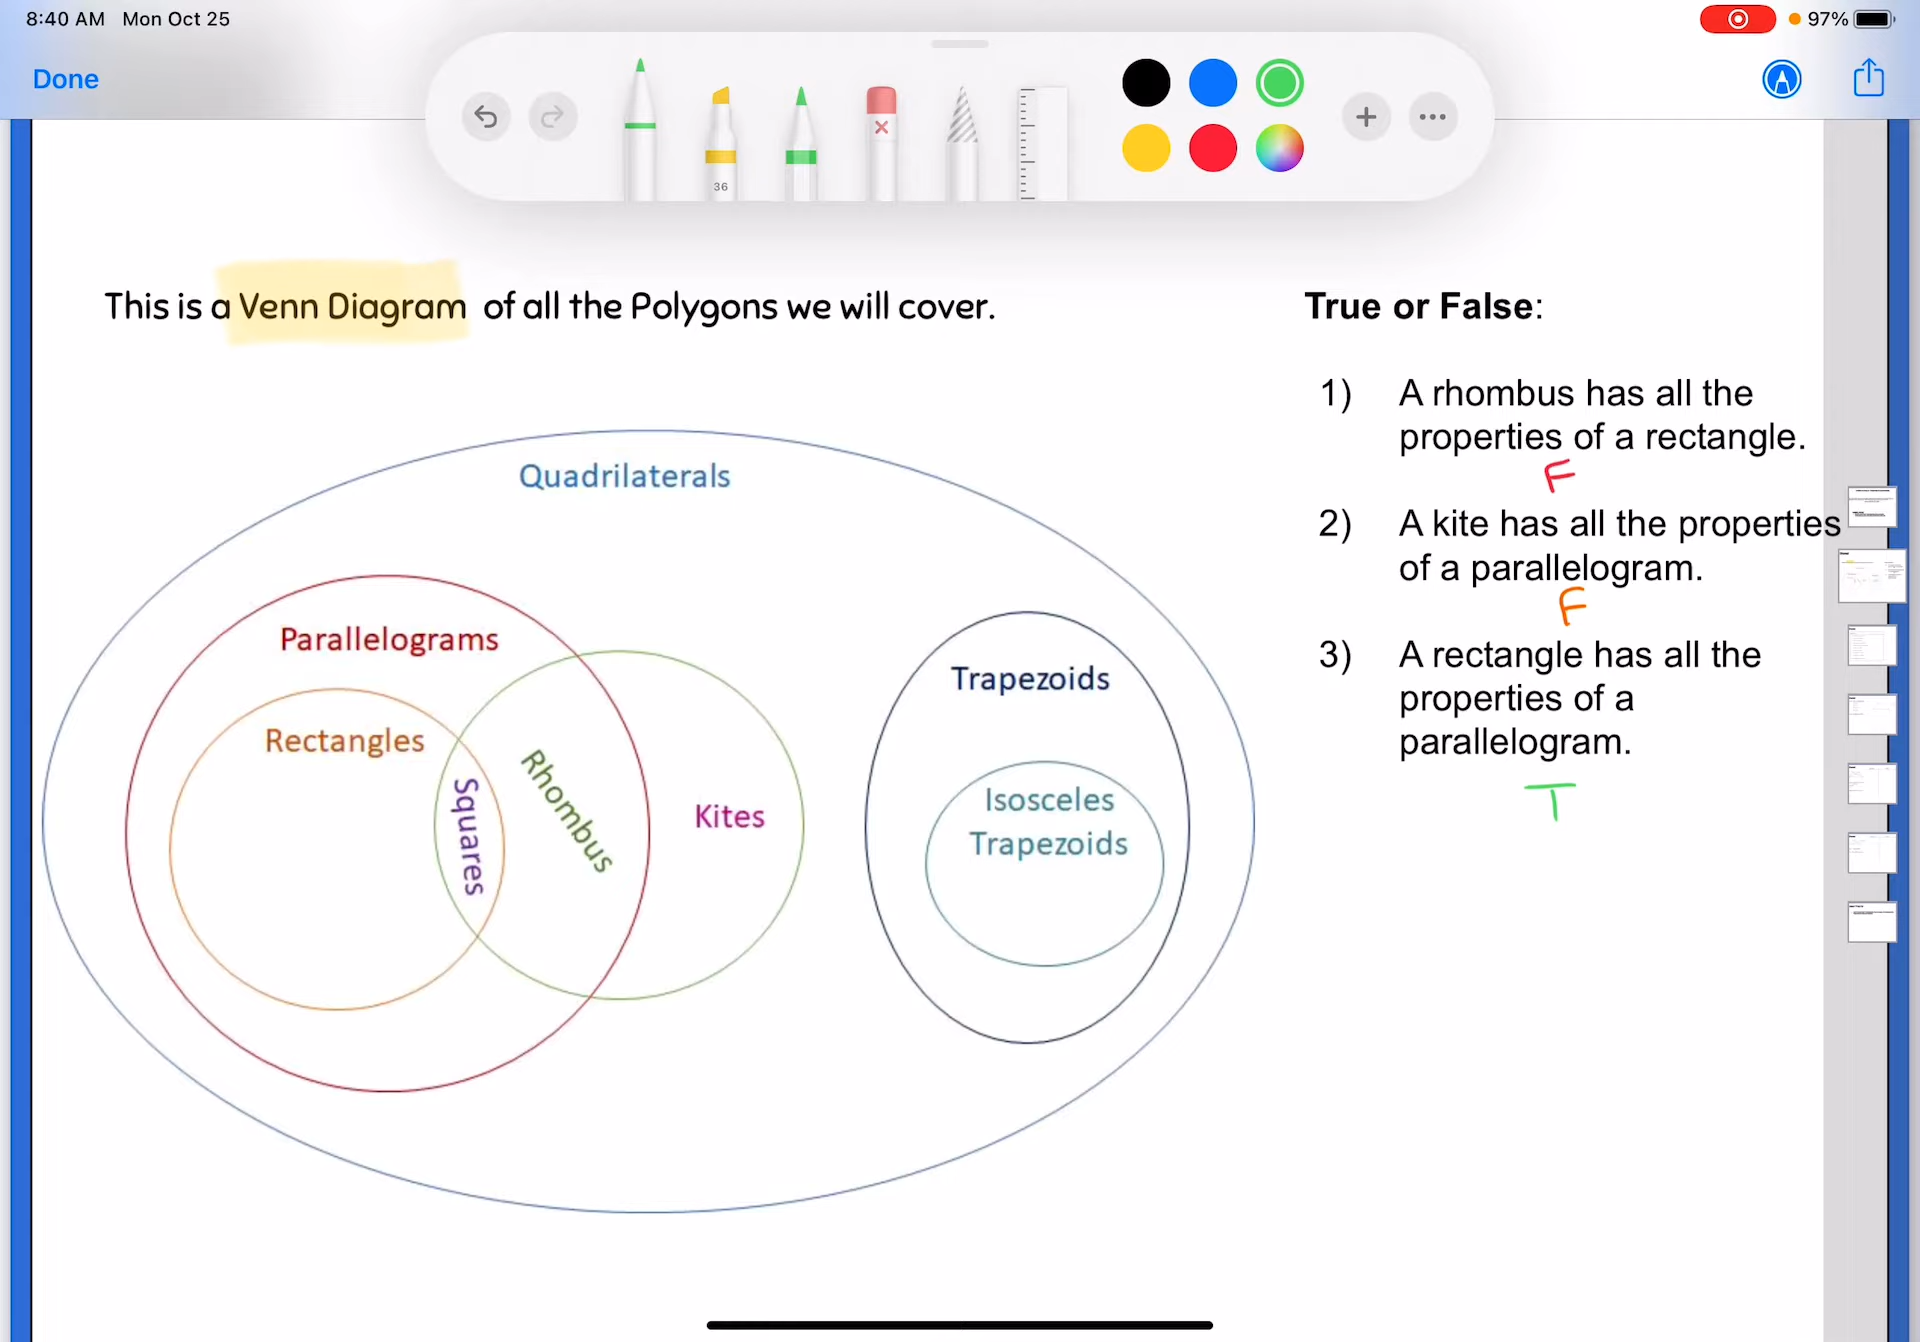 8:40 AM Mon Oct 25
97%
Done
36
This is a Venn Diagram of all the Polygons we will cover.
Quadrilaterals
Parallelograms
Rectangles
Squares
Rhombus
Kites
Trapezoids
Isosceles
Trapezoids
True or False:
1) A rhombus has all the
properties of a rectangle.
F
2) A kite has all the properties
of a parallelogram.
F
3) A rectangle has all the
properties of a
parallelogram.
T